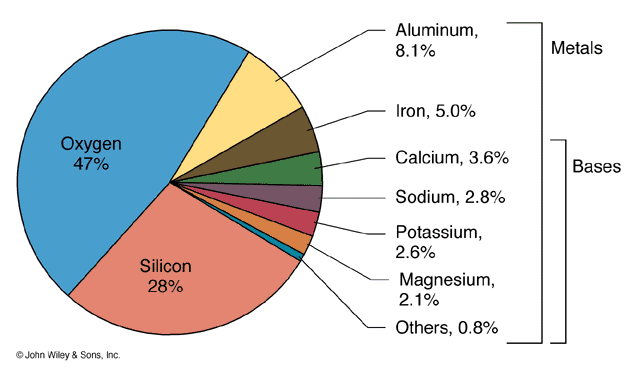 Oxygen
47%
Silicon
28%
Aluminum,
8.1%
Iron, 5.0%
Calcium, 3.6%
Sodium, 2.8%
Potassium,
2.6%
Magnesium,
2.1%
Others, 0.8%
Metals
Bases
© John Wiley & Sons, Inc.